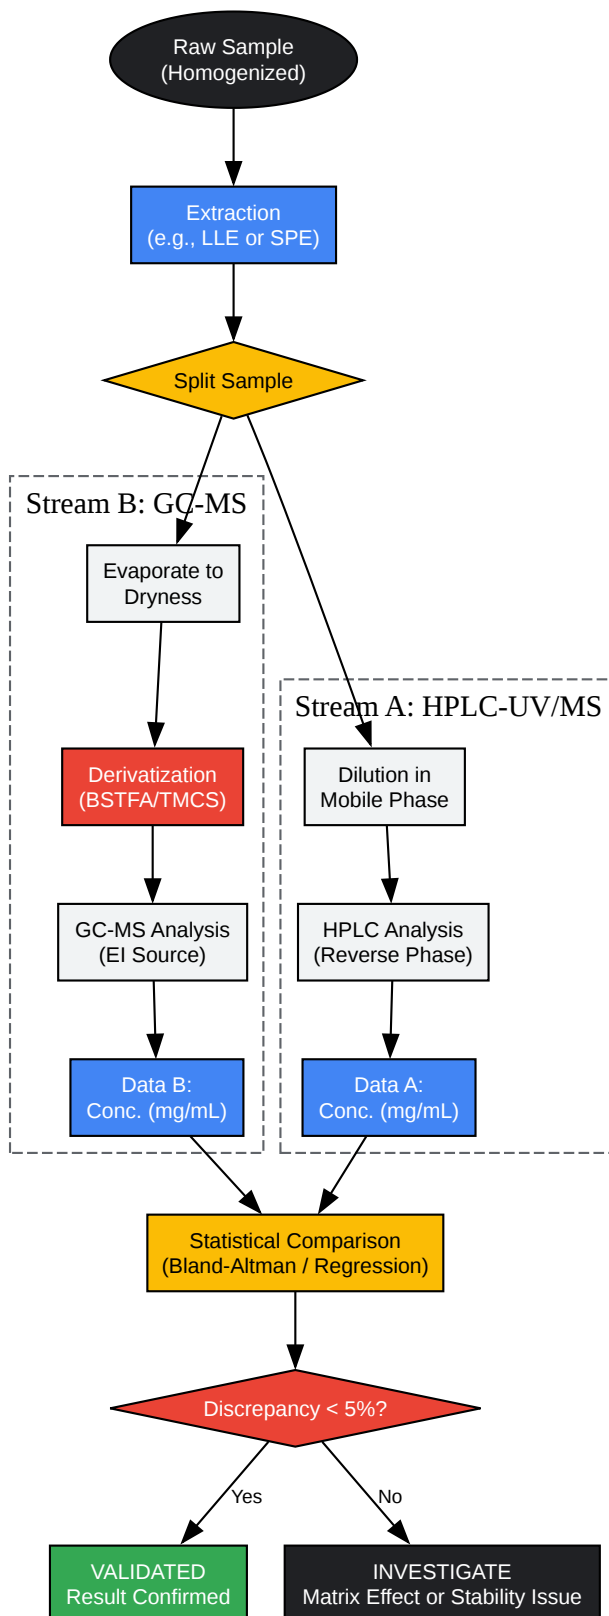 Raw Sample
(Homogenized)
Extraction
(e.g., LLE or SPE)
Split Sample
Stream B: GC-MS
Evaporate to
Dryness
Derivatization
(BSTFA/TMCS)
GC-MS Analysis
(EI Source)
Data B:
Conc. (mg/mL)
Stream A: HPLC-UV/MS
Dilution in
Mobile Phase
HPLC Analysis
(Reverse Phase)
Data A:
Conc. (mg/mL)
Statistical Comparison
(Bland-Altman / Regression)
Discrepancy < 5%?
Yes
No
VALIDATED
Result Confirmed
INVESTIGATE
Matrix Effect or Stability Issue